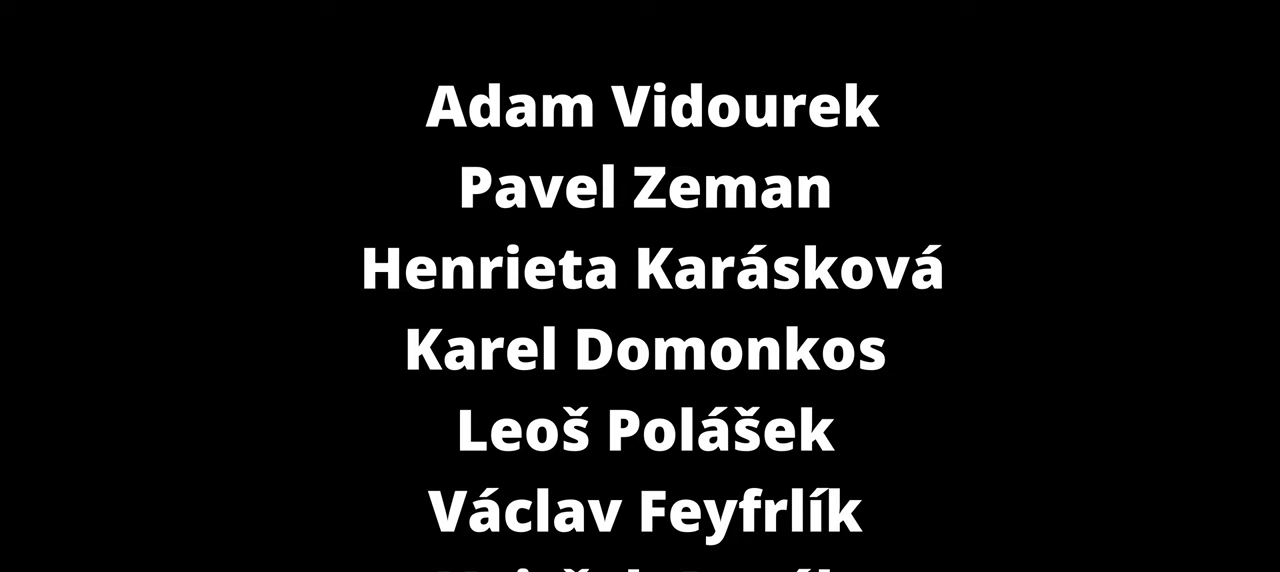 Adam Vidourek
Pavel Zeman
Henrieta Karásková
Karel Domonkos
Leoš Polášek
Václav Feyfrlík